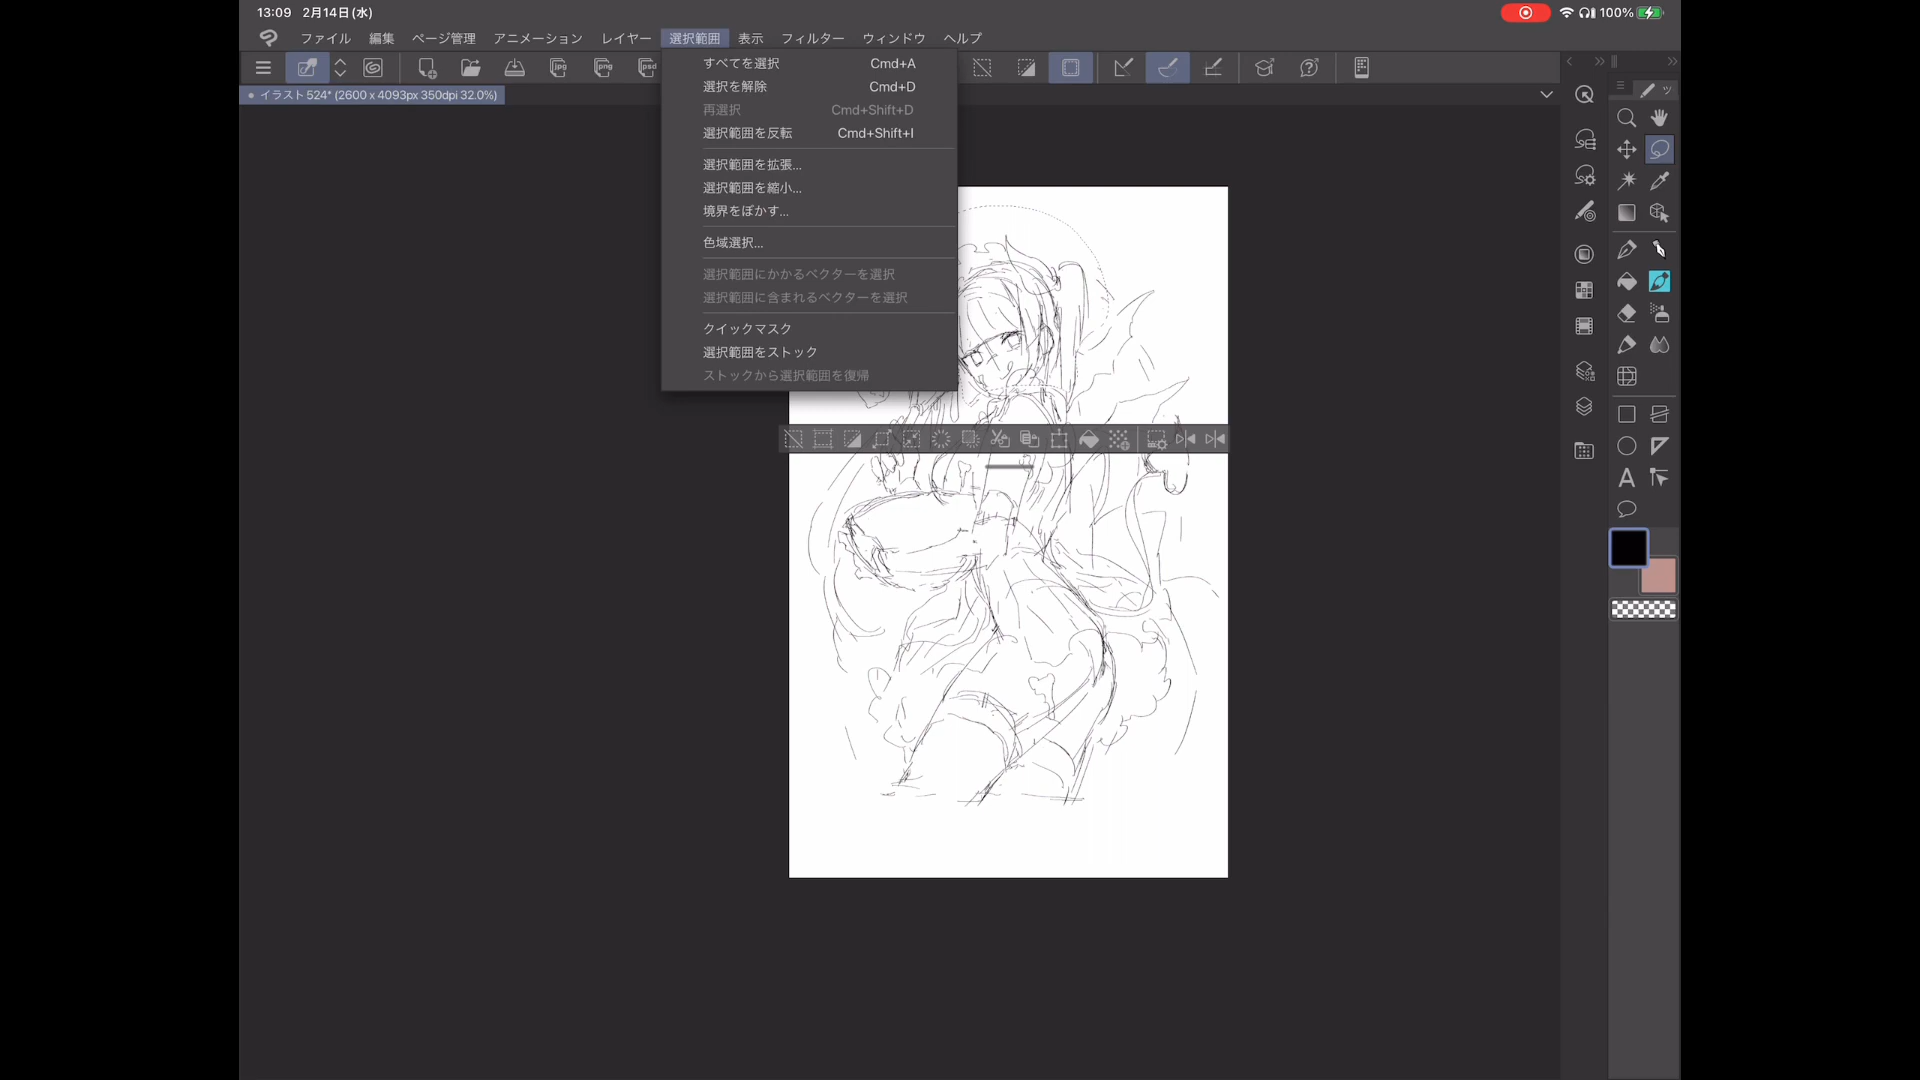 13:09 2月14日(水)
100%
ファイル 編集 ページ管理 アニメーション レイヤー 選択範囲 表示 フィルター ウィンドウ ヘルプ
jpg png psd
イラスト524* (2600 x 4093px 350dpi 32.0%)
すべてを選択 Cmd+A
選択を解除 Cmd+D
再選択 Cmd+Shift+D
選択範囲を反転 Cmd+Shift+I
選択範囲を拡張...
選択範囲を縮小...
境界をぼかす...
色域選択...
選択範囲にかかるベクターを選択
選択範囲に含まれるベクターを選択
クイックマスク
選択範囲をストック
ストックから選択範囲を復帰
ツ
A